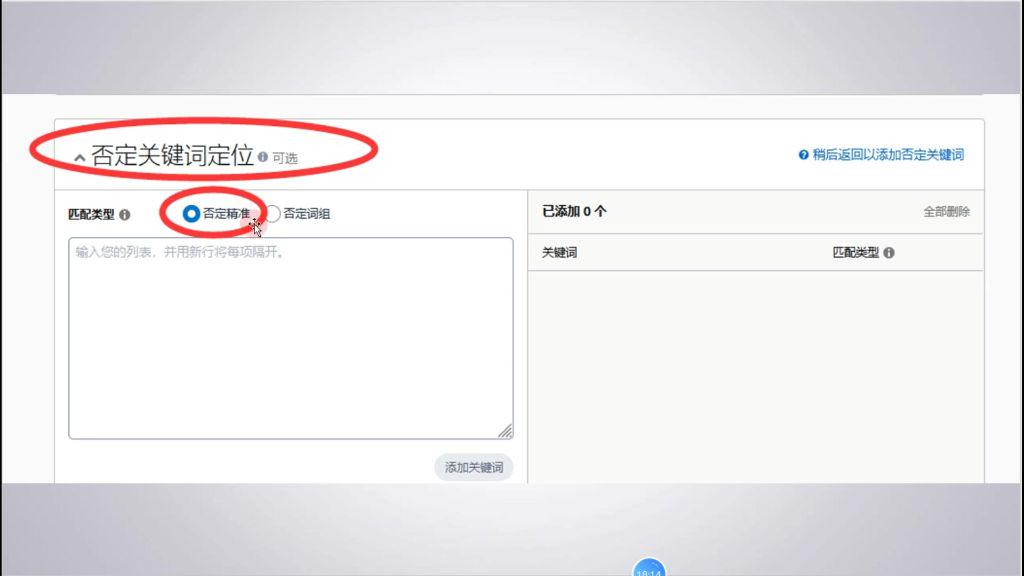 否定关键词定位 可选
稍后返回以添加否定关键词
匹配类型 否定精准 否定词组
输入您的列表，并用新行将每项隔开。
添加关键词
已添加 0 个 全部删除
关键词 匹配类型
18:14